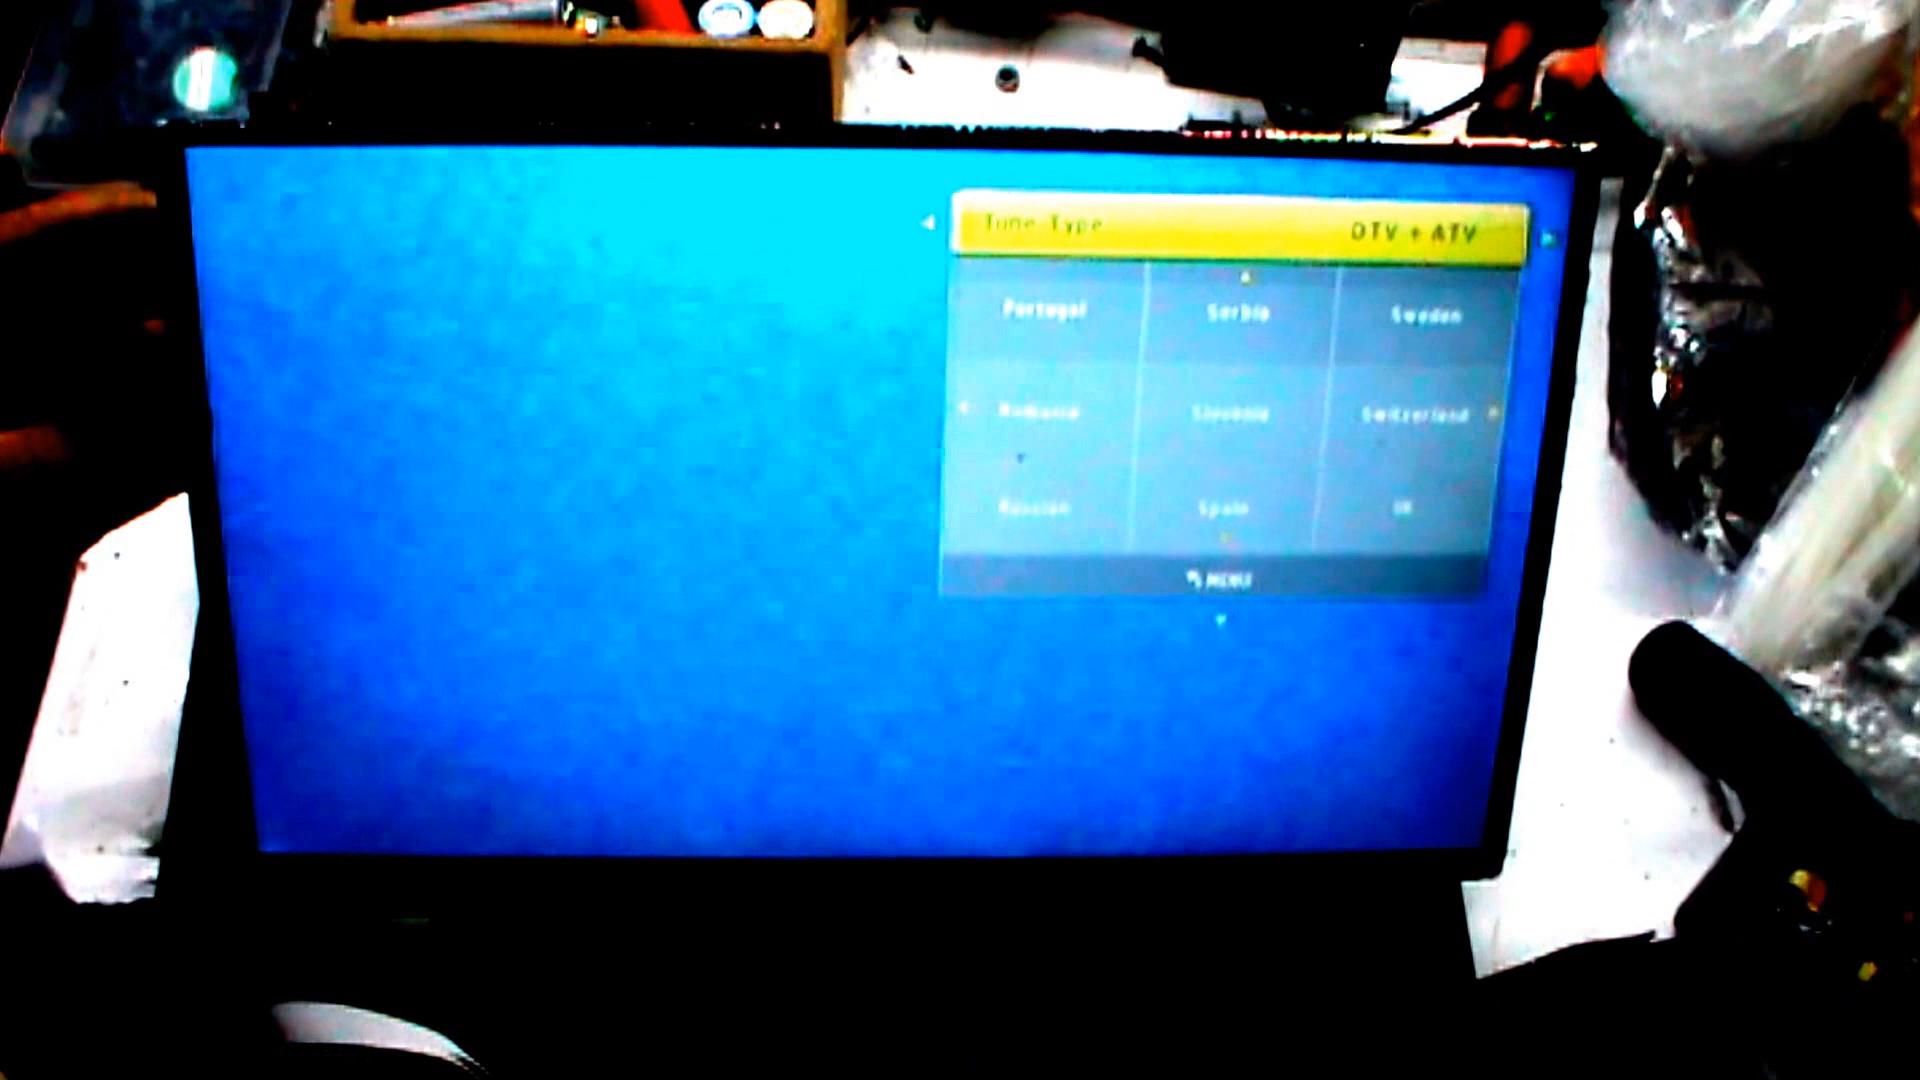 Tune Type DTV + ATV
Portugal Serbia Sweden
Romania Slovenia Switzerland
Russian Spain UK
MENU